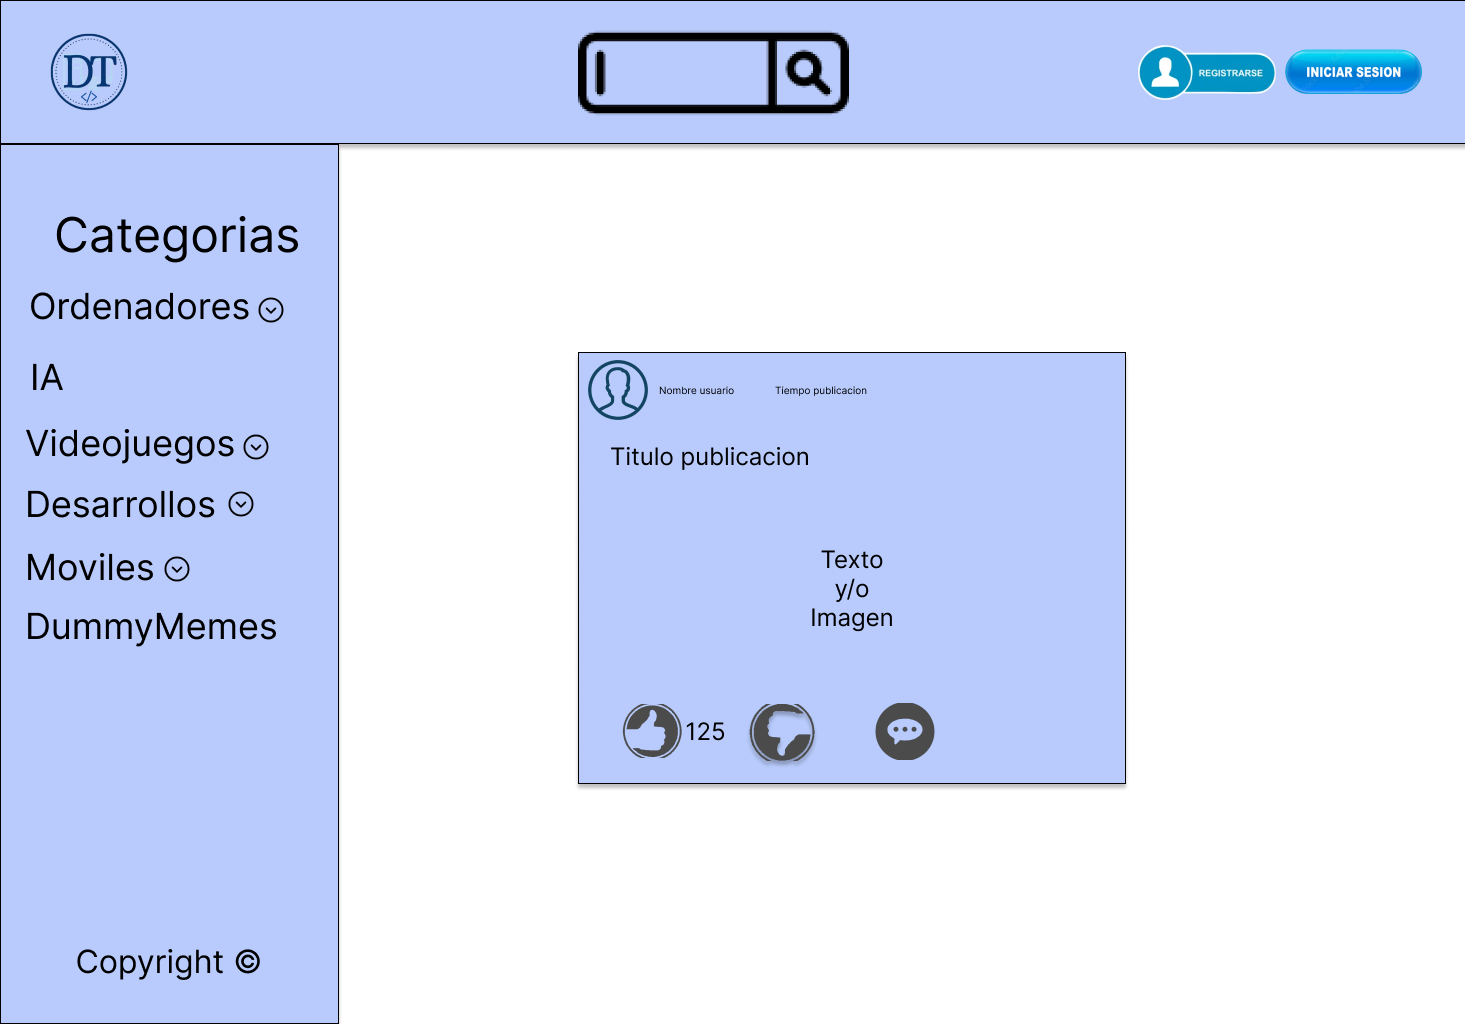 DT
</>
REGISTRARSE
INICIAR SESION
Categorias
Ordenadores
IA
Videojuegos
Desarrollos
Moviles
DummyMemes
Copyright ©
Nombre usuario Tiempo publicacion
Titulo publicacion
Texto
y/o
Imagen
125